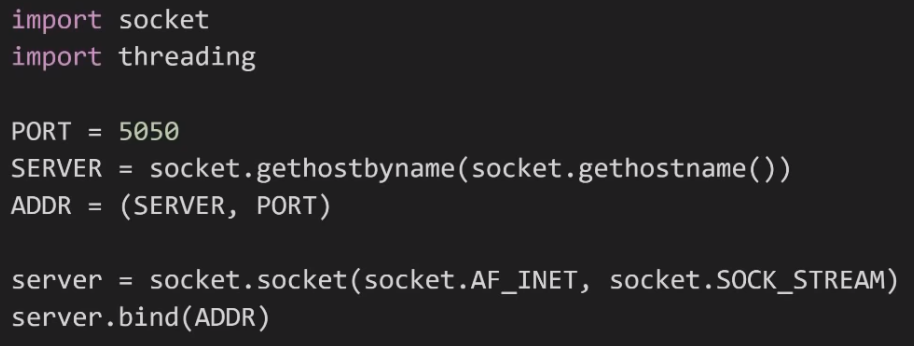 import socket
import threading
PORT = 5050
SERVER = socket.gethostbyname(socket.gethostname())
ADDR = (SERVER, PORT)
server = socket.socket(socket.AF_INET, socket.SOCK_STREAM)
server.bind(ADDR)